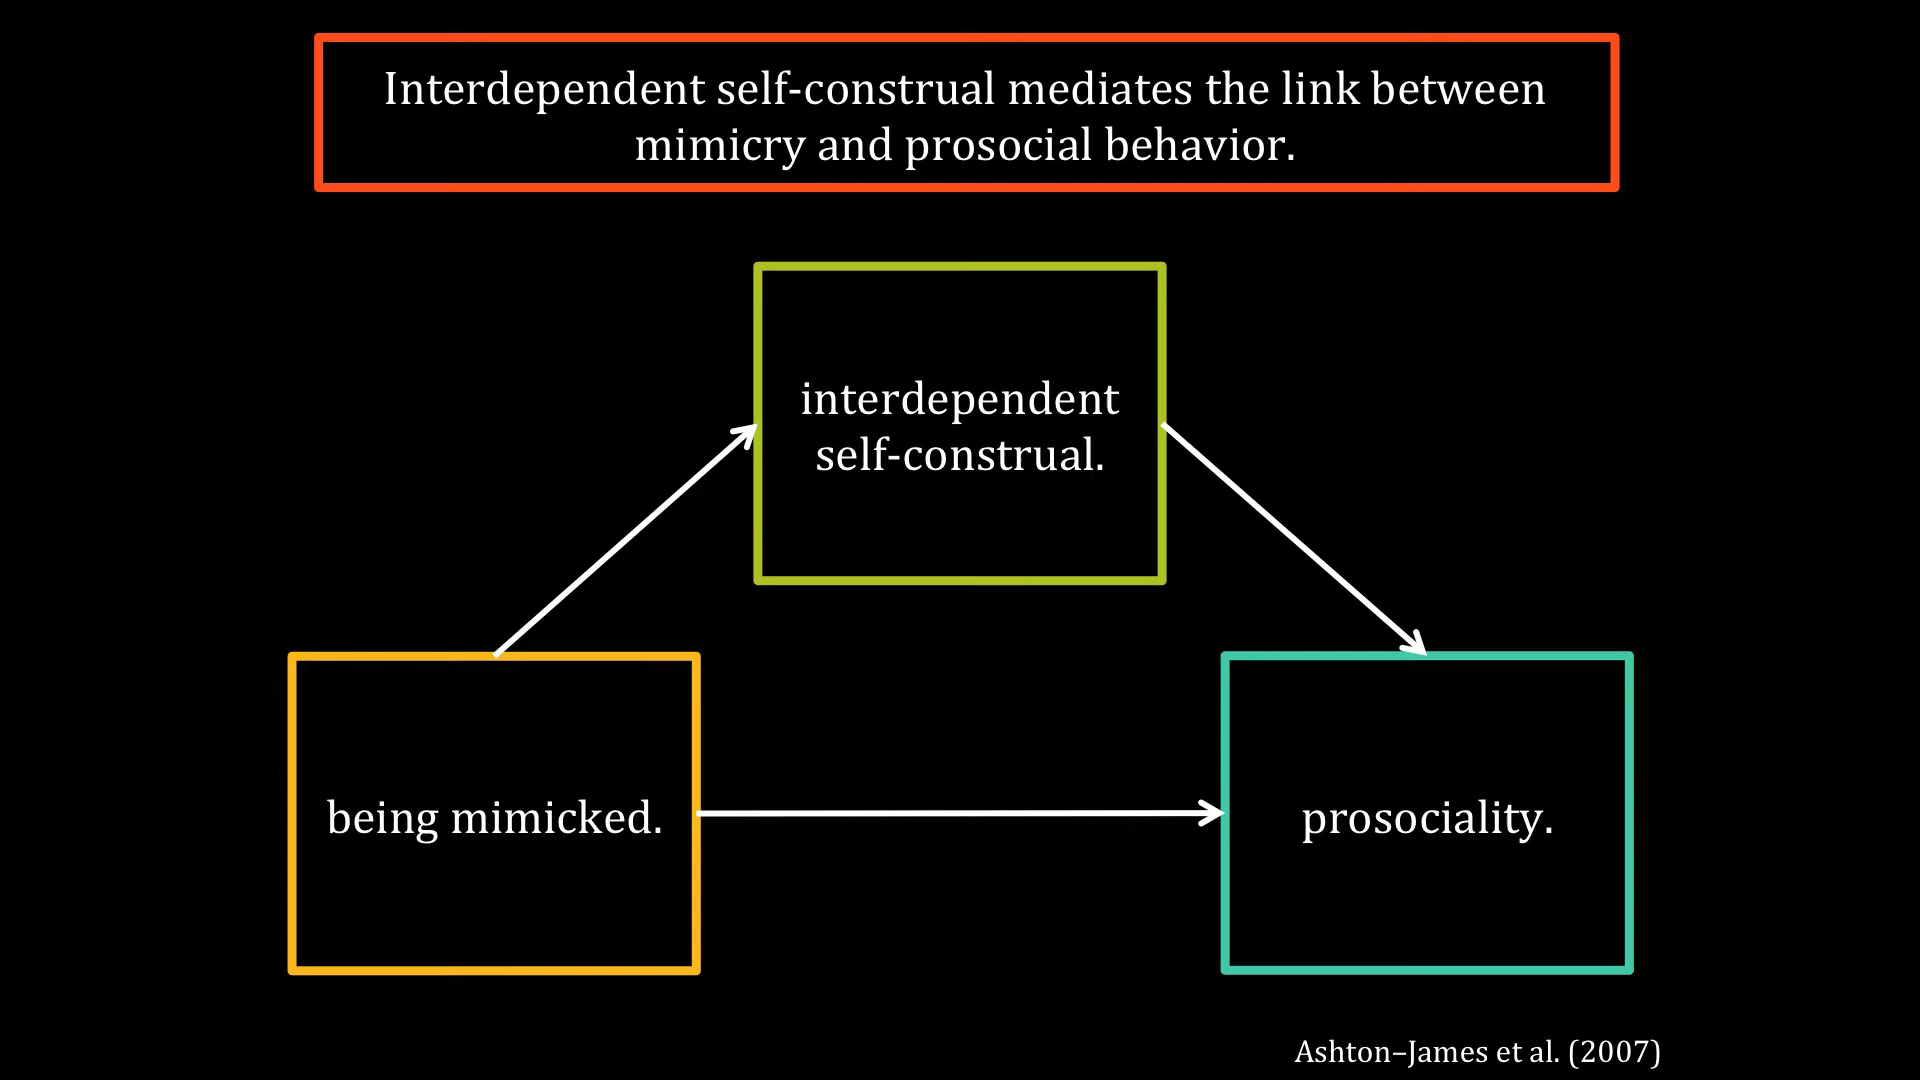 Interdependent self-construal mediates the link between
mimicry and prosocial behavior.
interdependent
self-construal.
being mimicked.
prosociality.
Ashton–James et al. (2007)